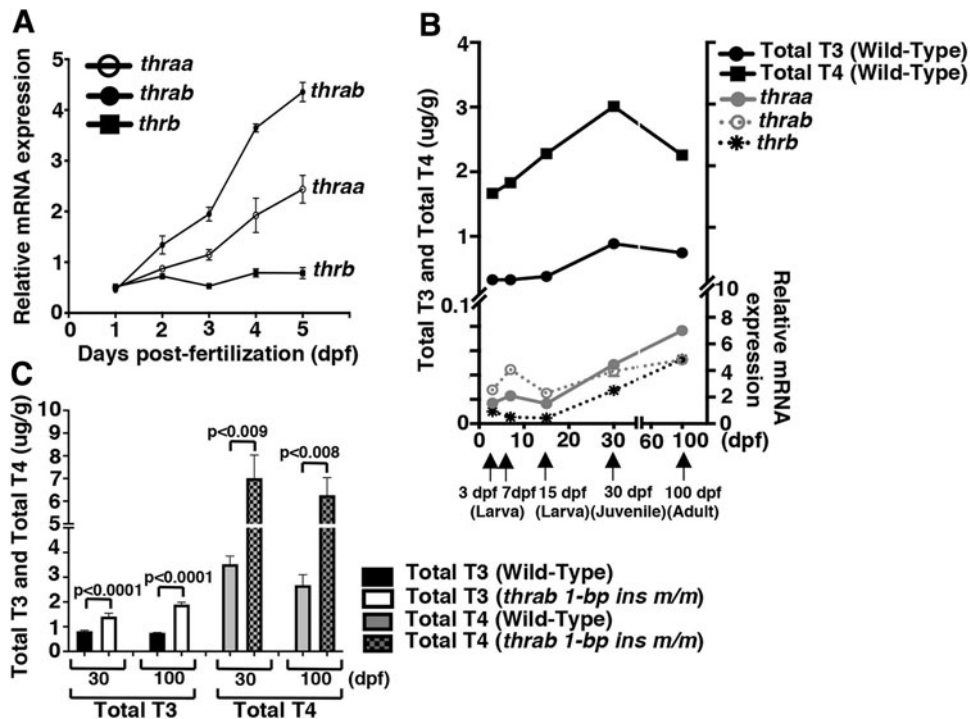 A
Relative mRNA expression
5
4
3
2
1
0
thraa
thrab
thrb
thrab
thraa
thrb
0 1 2 3 4 5
Days post-fertilization (dpf)
B
Total T3 and Total T4 (ug/g)
4
3
2
1
0.1
0
Total T3 (Wild-Type)
Total T4 (Wild-Type)
thraa
thrab
thrb
10
8
6
4
2
0
Relative mRNA
expression
0 10 20 30 60 100 (dpf)
3 dpf 7dpf 15 dpf 30 dpf 100 dpf
(Larva) (Larva) (Juvenile) (Adult)
C
Total T3 and Total T4 (ug/g)
10
9
8
7
6
5
4
3
2
1
0
p<0.0001
p<0.0001
p<0.009
p<0.008
30 100 30 100 (dpf)
Total T3 Total T4
Total T3 (Wild-Type)
Total T3 (thrab 1-bp ins m/m)
Total T4 (Wild-Type)
Total T4 (thrab 1-bp ins m/m)